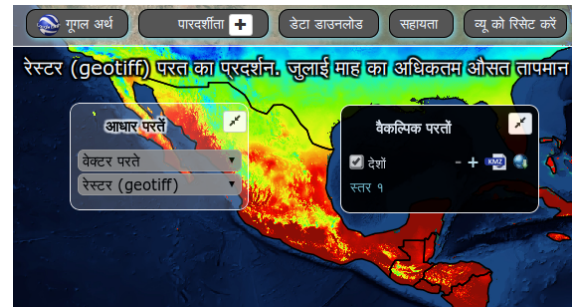 गूगल अर्थ
पारदर्शीता +
डेटा डाउनलोड
सहायता
व्यू को रिसेट करें
रेस्टर (geotiff) परत का प्रदर्शन. जुलाई माह का अधिकतम औसत तापमान
आधार परतें
वेक्टर परते
रेस्टर (geotiff)
वैकल्पिक परतों
देशों - + KMZ
स्तर १